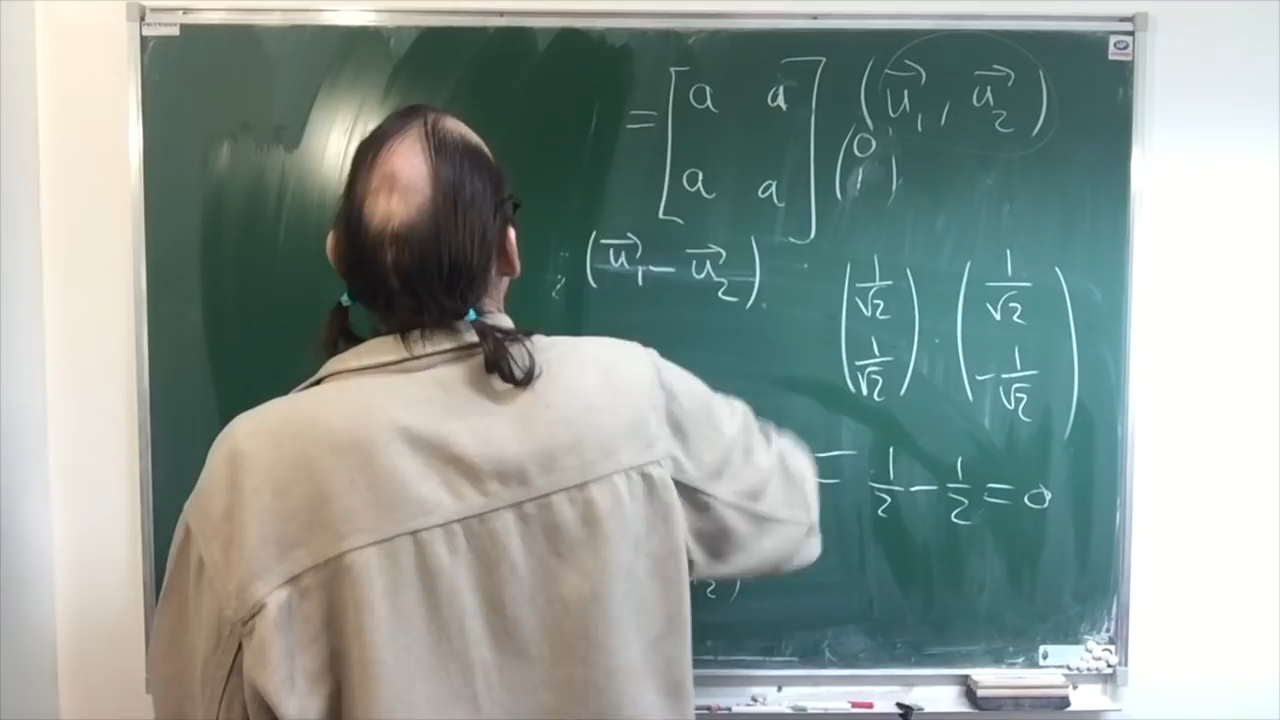 = [ a a ; a a ] (u⃗₁, u⃗₂)
(0 ; 1)
2 (u⃗₁ − u⃗₂)
(1/√2 ; 1/√2) · (1/√2 ; −1/√2)
= 1/2 − 1/2 = 0